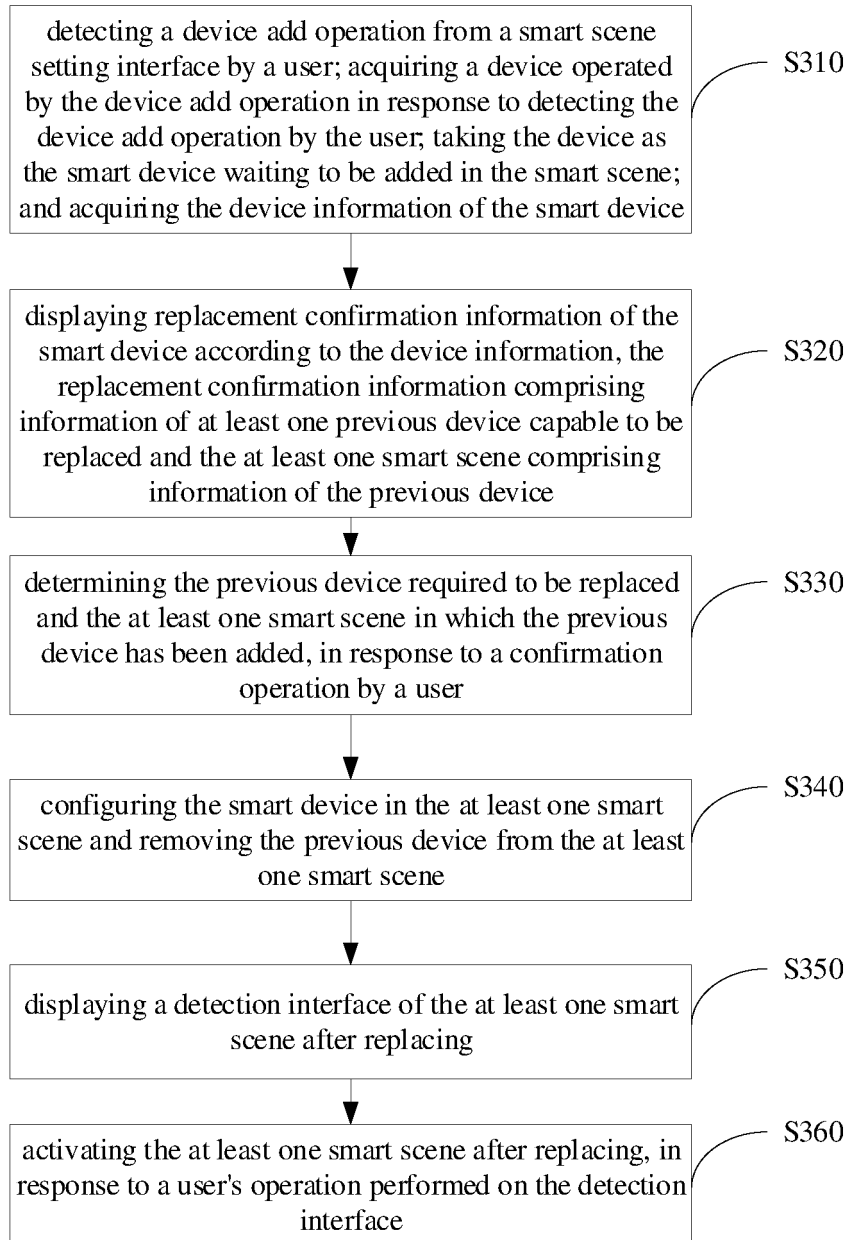 detecting a device add operation from a smart scene
setting interface by a user; acquiring a device operated
by the device add operation in response to detecting the
device add operation by the user; taking the device as
the smart device waiting to be added in the smart scene;
and acquiring the device information of the smart device
S310
displaying replacement confirmation information of the
smart device according to the device information, the
replacement confirmation information comprising
information of at least one previous device capable to be
replaced and the at least one smart scene comprising
information of the previous device
S320
determining the previous device required to be replaced
and the at least one smart scene in which the previous
device has been added, in response to a confirmation
operation by a user
S330
configuring the smart device in the at least one smart
scene and removing the previous device from the at least
one smart scene
S340
displaying a detection interface of the at least one smart
scene after replacing
S350
activating the at least one smart scene after replacing, in
response to a user's operation performed on the detection
interface
S360